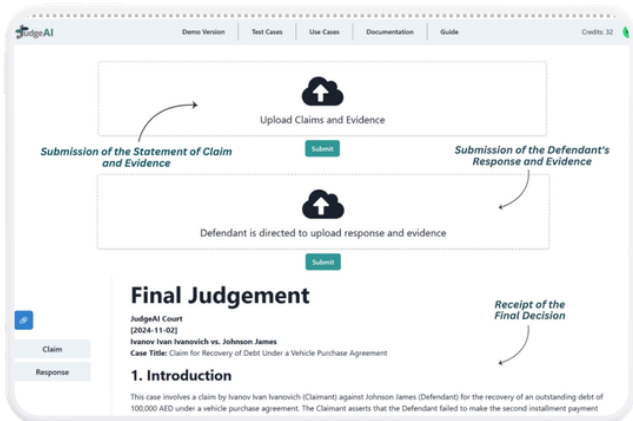 JudgeAI
Demo Version
Test Cases
Use Cases
Documentation
Guide
Credits: 32
Upload Claims and Evidence
Submission of the Statement of Claim
and Evidence
Submit
Submission of the Defendant's
Response and Evidence
Defendant is directed to upload response and evidence
Submit
Final Judgement
JudgeAI Court
[2024-11-02]
Ivanov Ivan Ivanovich vs. Johnson James
Case Title: Claim for Recovery of Debt Under a Vehicle Purchase Agreement
Receipt of the
Final Decision
Claim
Response
1. Introduction
This case involves a claim by Ivanov Ivan Ivanovich (Claimant) against Johnson James (Defendant) for the recovery of an outstanding debt of
100,000 AED under a vehicle purchase agreement. The Claimant asserts that the Defendant failed to make the second installment payment